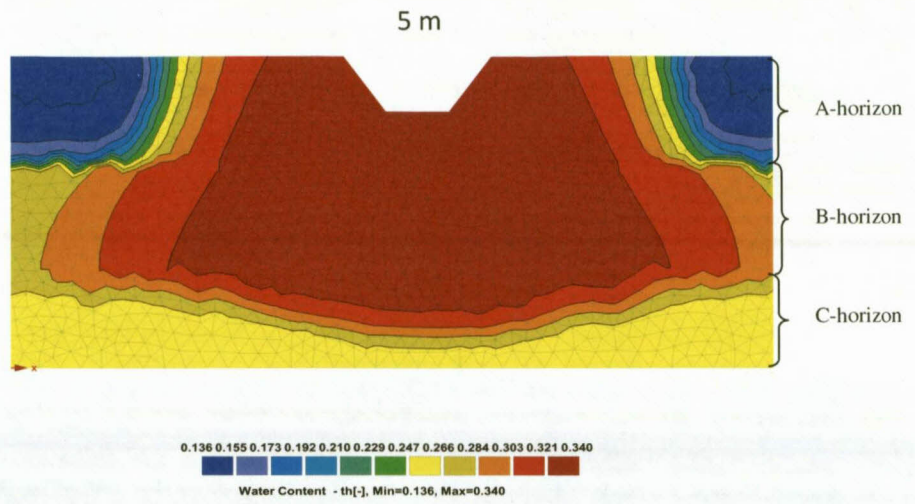 5 m
A-horizon
B-horizon
C-horizon
x
0.136 0.155 0.173 0.192 0.210 0.229 0.247 0.266 0.284 0.303 0.321 0.340
Water Content - th[-], Min=0.136, Max=0.340